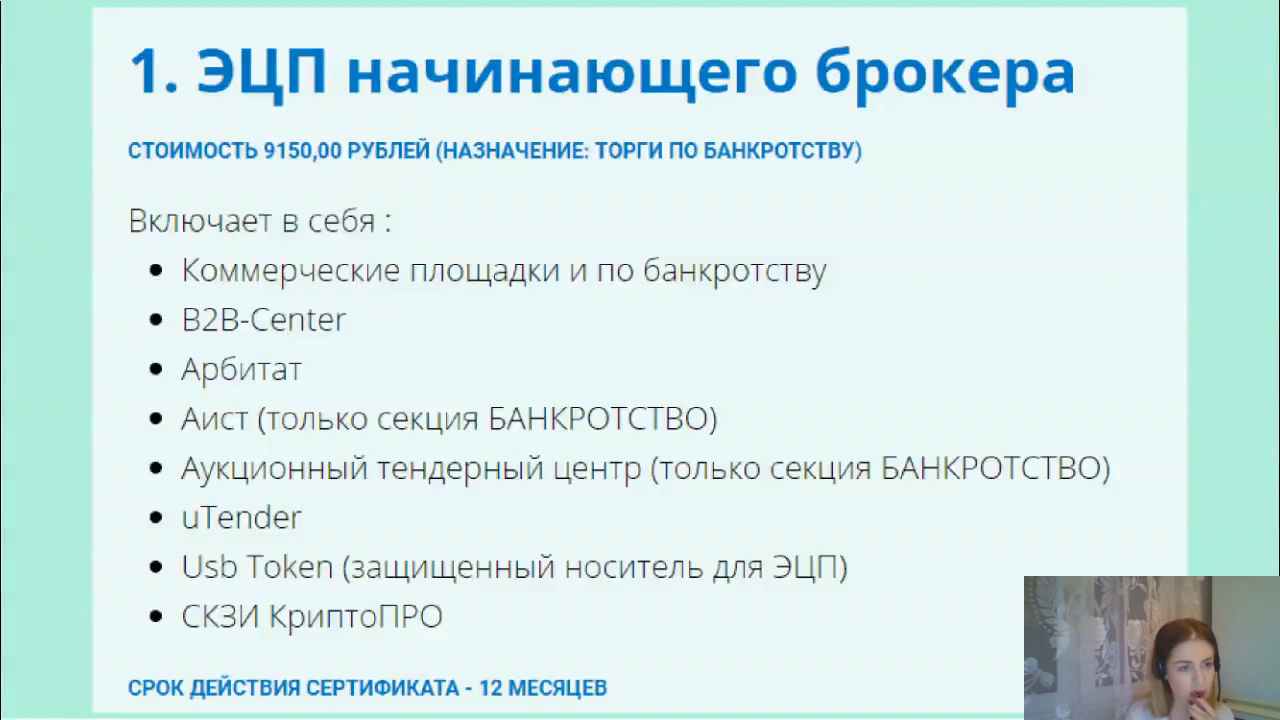 1. ЭЦП начинающего брокера
СТОИМОСТЬ 9150,00 РУБЛЕЙ (НАЗНАЧЕНИЕ: ТОРГИ ПО БАНКРОТСТВУ)
Включает в себя :
• Коммерческие площадки и по банкротству
• B2B-Center
• Арбитат
• Аист (только секция БАНКРОТСТВО)
• Аукционный тендерный центр (только секция БАНКРОТСТВО)
• uTender
• Usb Token (защищенный носитель для ЭЦП)
• СКЗИ КриптоПРО
СРОК ДЕЙСТВИЯ СЕРТИФИКАТА - 12 МЕСЯЦЕВ